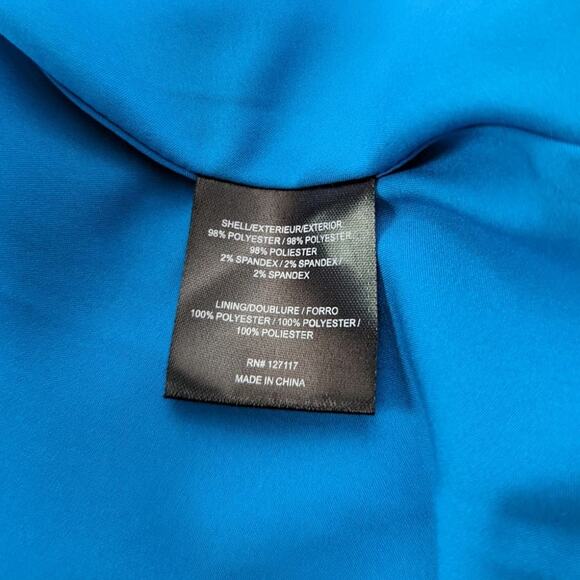 SHELL/EXTERIEUR/EXTERIOR
98% POLYESTER / 98% POLYESTER
98% POLIESTER
2% SPANDEX / 2% SPANDEX /
2% SPANDEX
LINING/DOUBLURE / FORRO
100% POLYESTER / 100% POLYESTER /
100% POLIESTER
RN# 127117
MADE IN CHINA